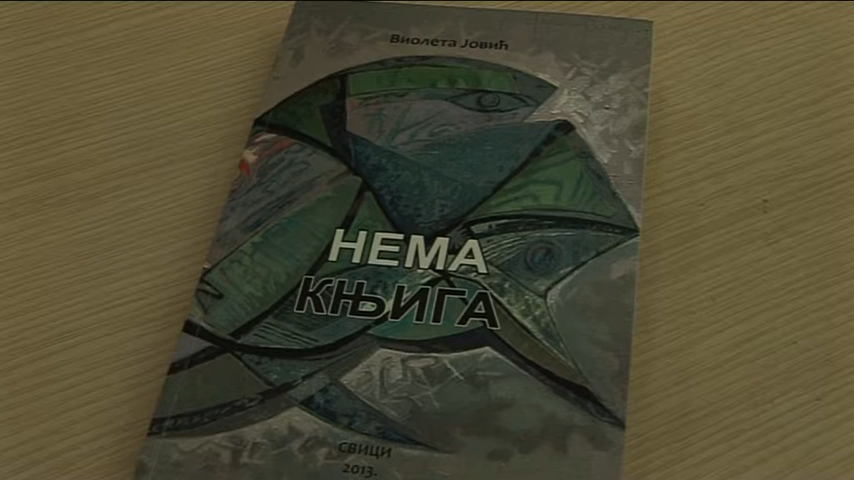 Виолета Јовић
НЕМА
КЊИГА
СВИЦИ
2013.